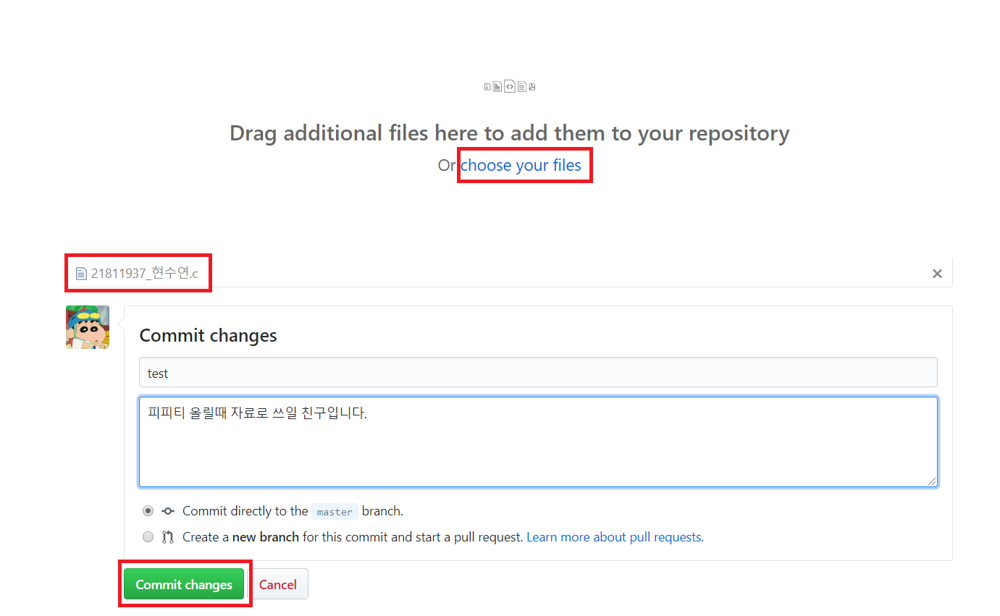 Drag additional files here to add them to your repository
Or choose your files
21811937_현수연.c
Commit changes
test
피피티 올릴때 자료로 쓰일 친구입니다.
Commit directly to the master branch.
Create a new branch for this commit and start a pull request. Learn more about pull requests.
Commit changes
Cancel